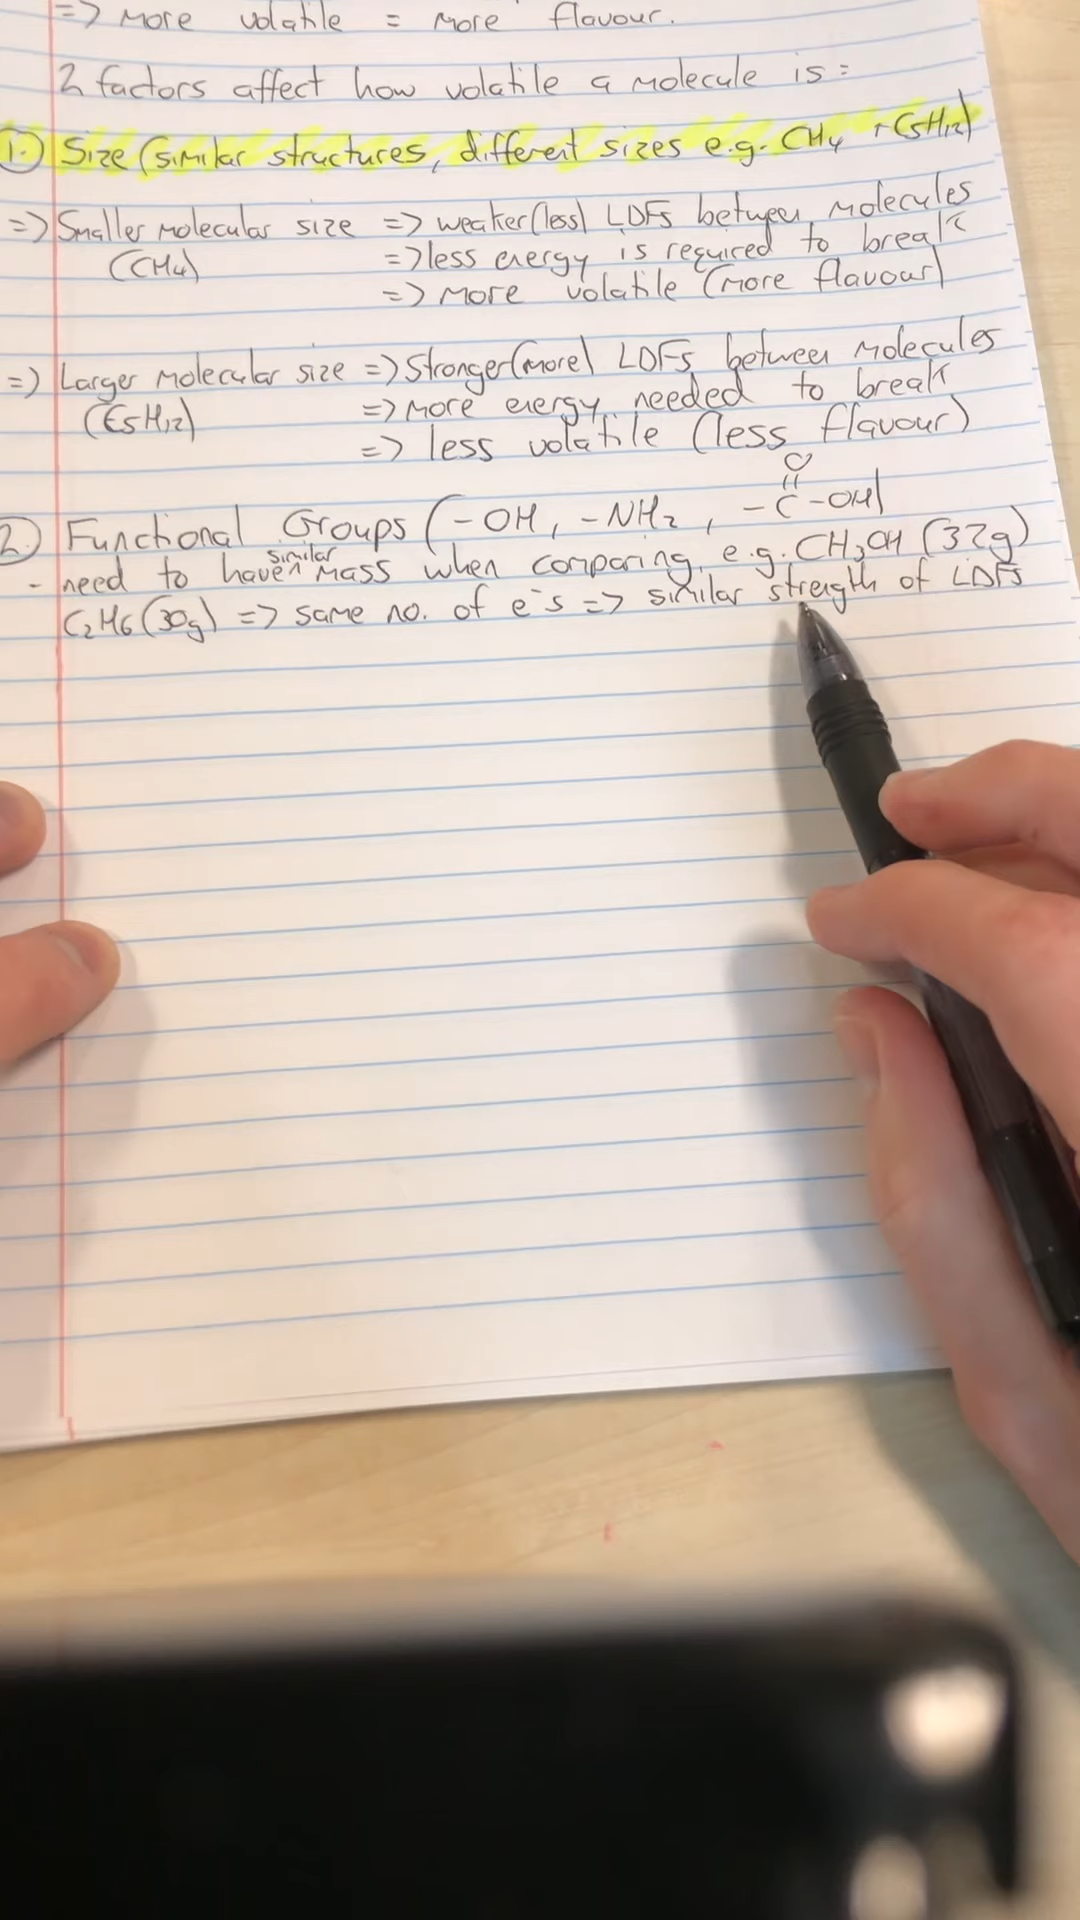 => More volatile = more flavour.
2 factors affect how volatile a molecule is:
1.) Size (similar structures, different sizes e.g. CH₄ + C₅H₁₂)
=> Smaller molecular size => weaker (less) LDFs between molecules
(CH₄) => less energy is required to break
=> More volatile (more flavour)
=> Larger molecular size => Stronger (more) LDFs between molecules
(C₅H₁₂) => more energy needed to break
=> less volatile (less flavour)
O
||
2.) Functional Groups (-OH, -NH₂, -C-OH)
similar
- need to have ^ mass when comparing, e.g. CH₃OH (32g)
C₂H₆ (30g) => same no. of e⁻s => similar strength of LDFs